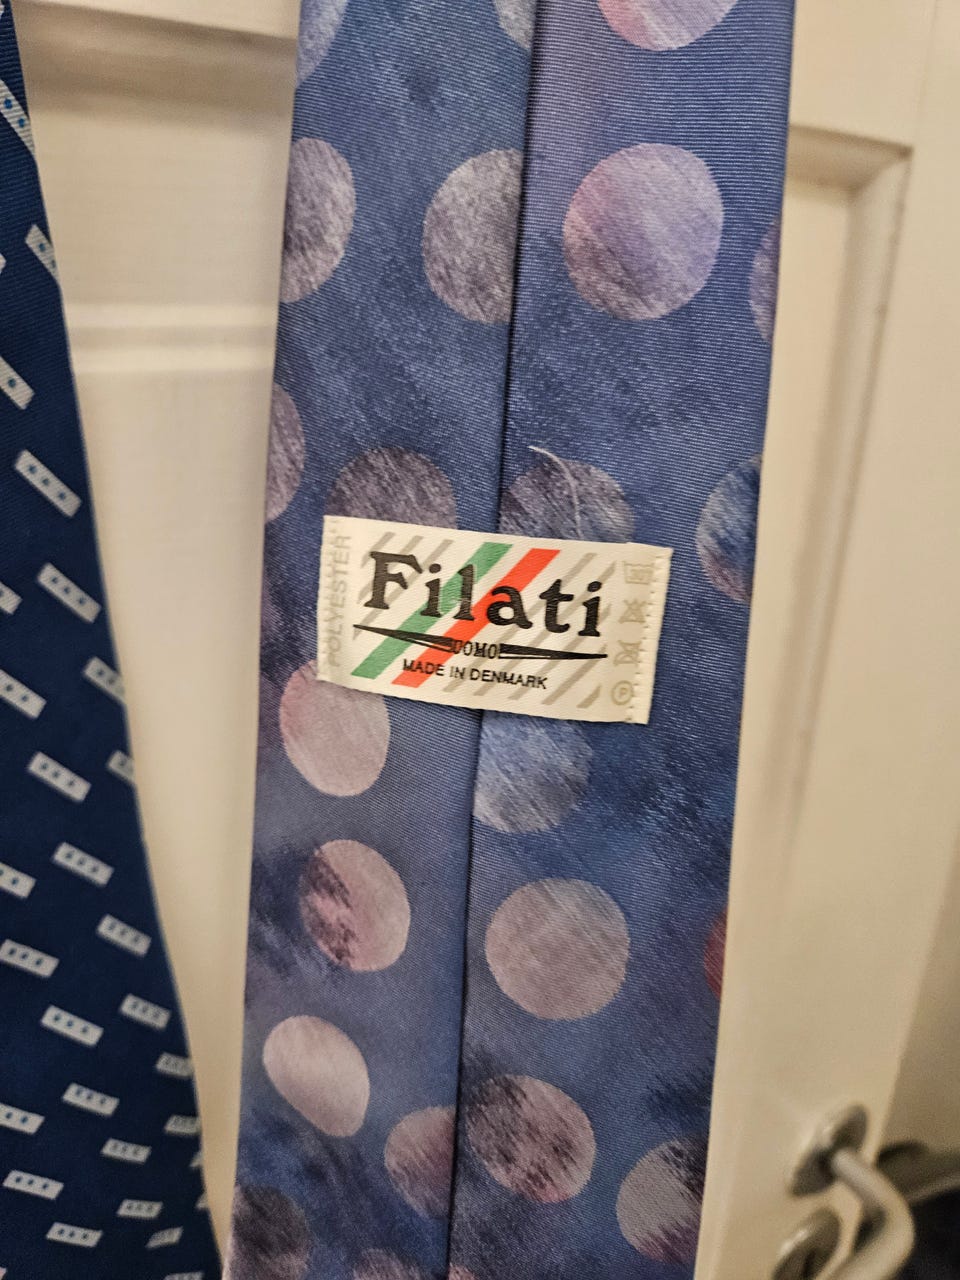 POLYESTER
Filati
UOMO
MADE IN DENMARK
P